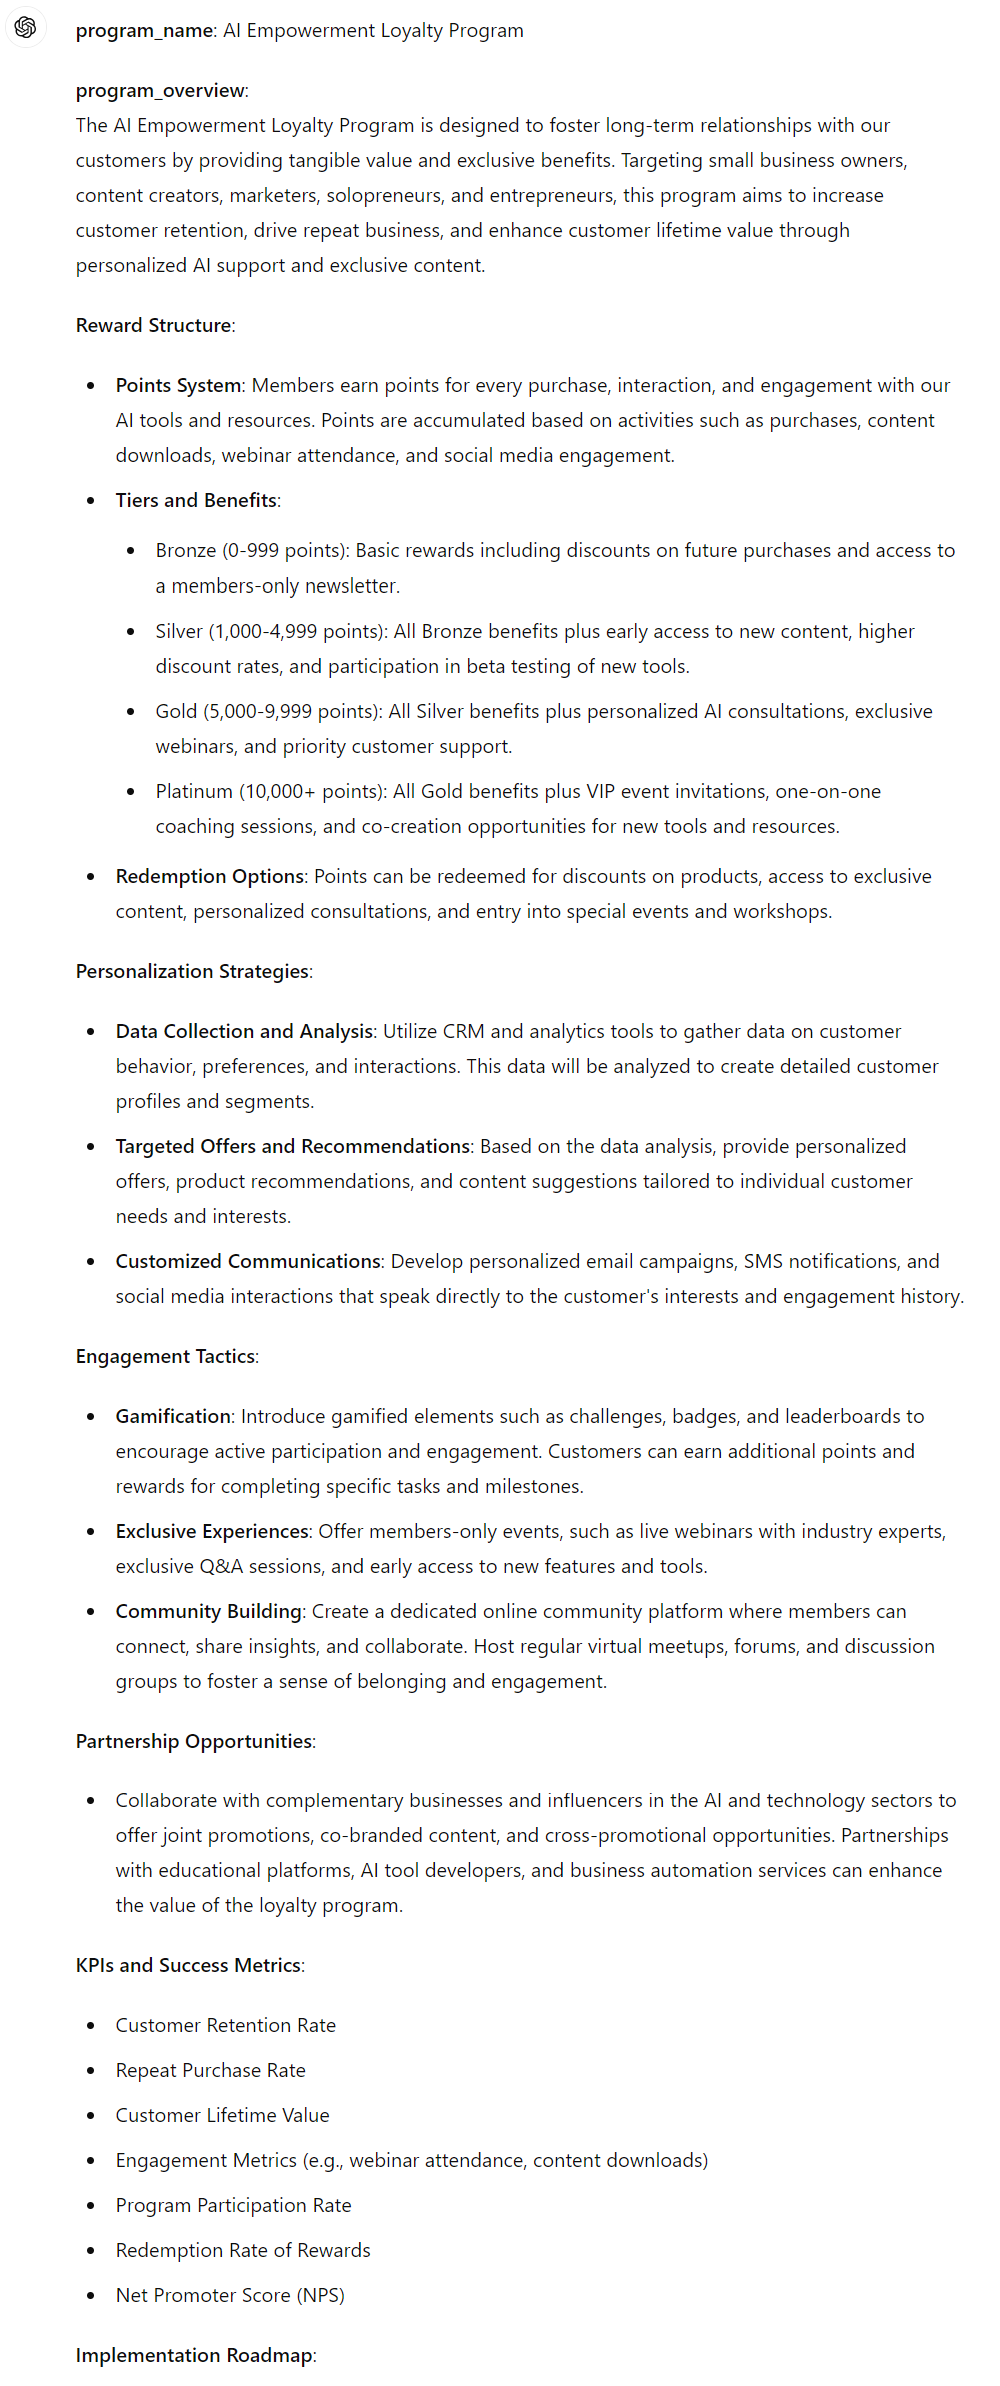 program_name: AI Empowerment Loyalty Program
program_overview:
The AI Empowerment Loyalty Program is designed to foster long-term relationships with our
customers by providing tangible value and exclusive benefits. Targeting small business owners,
content creators, marketers, solopreneurs, and entrepreneurs, this program aims to increase
customer retention, drive repeat business, and enhance customer lifetime value through
personalized AI support and exclusive content.
Reward Structure:
• Points System: Members earn points for every purchase, interaction, and engagement with our
AI tools and resources. Points are accumulated based on activities such as purchases, content
downloads, webinar attendance, and social media engagement.
• Tiers and Benefits:
• Bronze (0-999 points): Basic rewards including discounts on future purchases and access to
a members-only newsletter.
• Silver (1,000-4,999 points): All Bronze benefits plus early access to new content, higher
discount rates, and participation in beta testing of new tools.
• Gold (5,000-9,999 points): All Silver benefits plus personalized AI consultations, exclusive
webinars, and priority customer support.
• Platinum (10,000+ points): All Gold benefits plus VIP event invitations, one-on-one
coaching sessions, and co-creation opportunities for new tools and resources.
• Redemption Options: Points can be redeemed for discounts on products, access to exclusive
content, personalized consultations, and entry into special events and workshops.
Personalization Strategies:
• Data Collection and Analysis: Utilize CRM and analytics tools to gather data on customer
behavior, preferences, and interactions. This data will be analyzed to create detailed customer
profiles and segments.
• Targeted Offers and Recommendations: Based on the data analysis, provide personalized
offers, product recommendations, and content suggestions tailored to individual customer
needs and interests.
• Customized Communications: Develop personalized email campaigns, SMS notifications, and
social media interactions that speak directly to the customer's interests and engagement history.
Engagement Tactics:
• Gamification: Introduce gamified elements such as challenges, badges, and leaderboards to
encourage active participation and engagement. Customers can earn additional points and
rewards for completing specific tasks and milestones.
• Exclusive Experiences: Offer members-only events, such as live webinars with industry experts,
exclusive Q&A sessions, and early access to new features and tools.
• Community Building: Create a dedicated online community platform where members can
connect, share insights, and collaborate. Host regular virtual meetups, forums, and discussion
groups to foster a sense of belonging and engagement.
Partnership Opportunities:
• Collaborate with complementary businesses and influencers in the AI and technology sectors to
offer joint promotions, co-branded content, and cross-promotional opportunities. Partnerships
with educational platforms, AI tool developers, and business automation services can enhance
the value of the loyalty program.
KPIs and Success Metrics:
• Customer Retention Rate
• Repeat Purchase Rate
• Customer Lifetime Value
• Engagement Metrics (e.g., webinar attendance, content downloads)
• Program Participation Rate
• Redemption Rate of Rewards
• Net Promoter Score (NPS)
Implementation Roadmap: